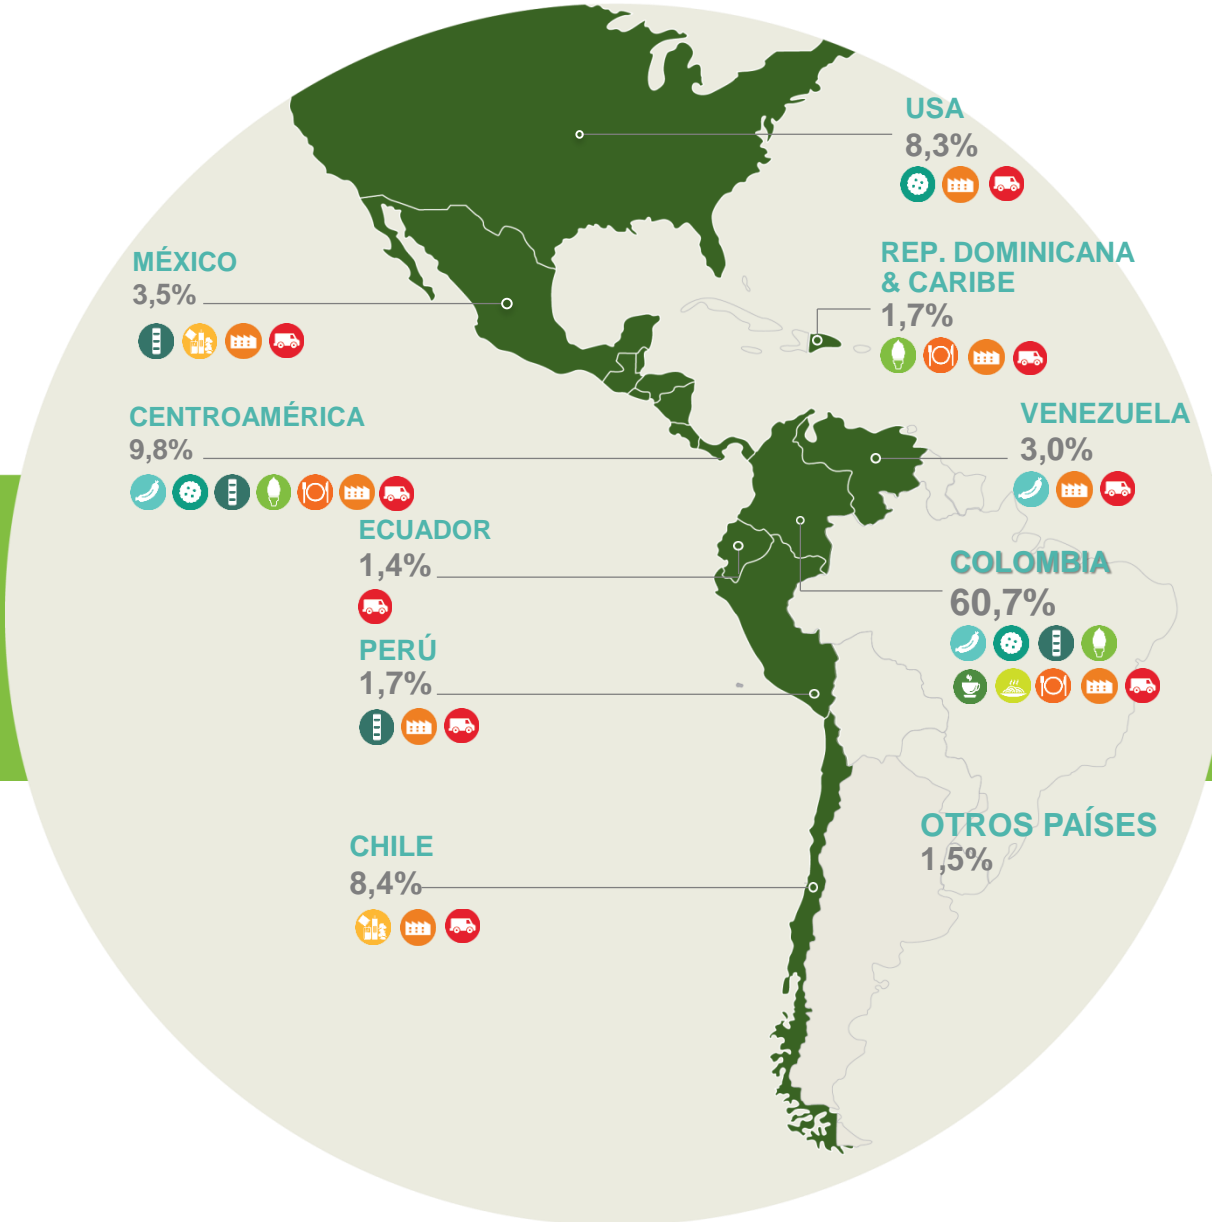 USA
8,3%
REP. DOMINICANA
& CARIBE
1,7%
MÉXICO
3,5%
CENTROAMÉRICA
9,8%
VENEZUELA
3,0%
ECUADOR
1,4%
COLOMBIA
60,7%
PERÚ
1,7%
OTROS PAÍSES
1,5%
CHILE
8,4%